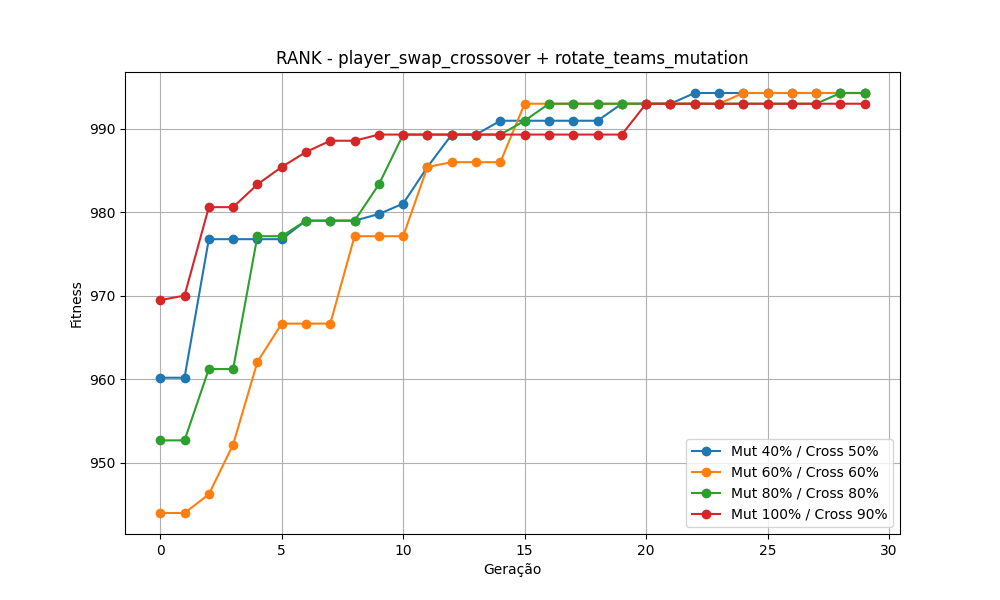 RANK - player_swap_crossover + rotate_teams_mutation
Fitness
990
980
970
960
950
0 5 10 15 20 25 30
Geração
Mut 40% / Cross 50%
Mut 60% / Cross 60%
Mut 80% / Cross 80%
Mut 100% / Cross 90%